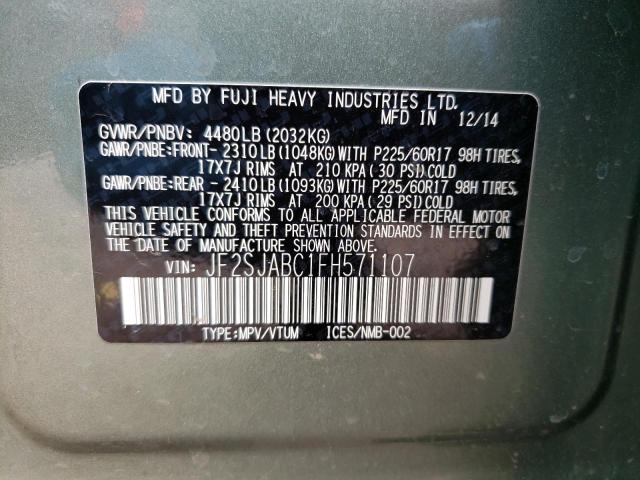 MFD BY FUJI HEAVY INDUSTRIES LTD.
MFD IN 12/14
GVWR/PNBV: 4480LB(2032KG)
GAWR/PNBE:FRONT- 2310LB(1048KG)WITH P225/60R17 98H TIRES,
17X7J RIMS AT 210 KPA( 30 PSI)COLD
GAWR/PNBE:REAR - 2410LB(1093KG)WITH P225/60R17 98H TIRES,
17X7J RIMS AT 200 KPA( 29 PSI)COLD
THIS VEHICLE CONFORMS TO ALL APPLICABLE FEDERAL MOTOR
VEHICLE SAFETY AND THEFT PREVENTION STANDARDS IN EFFECT ON
THE DATE OF MANUFACTURE SHOWN ABOVE.
VIN: JF2SJABC1FH571107
TYPE:MPV/VTUM ICES/NMB-002